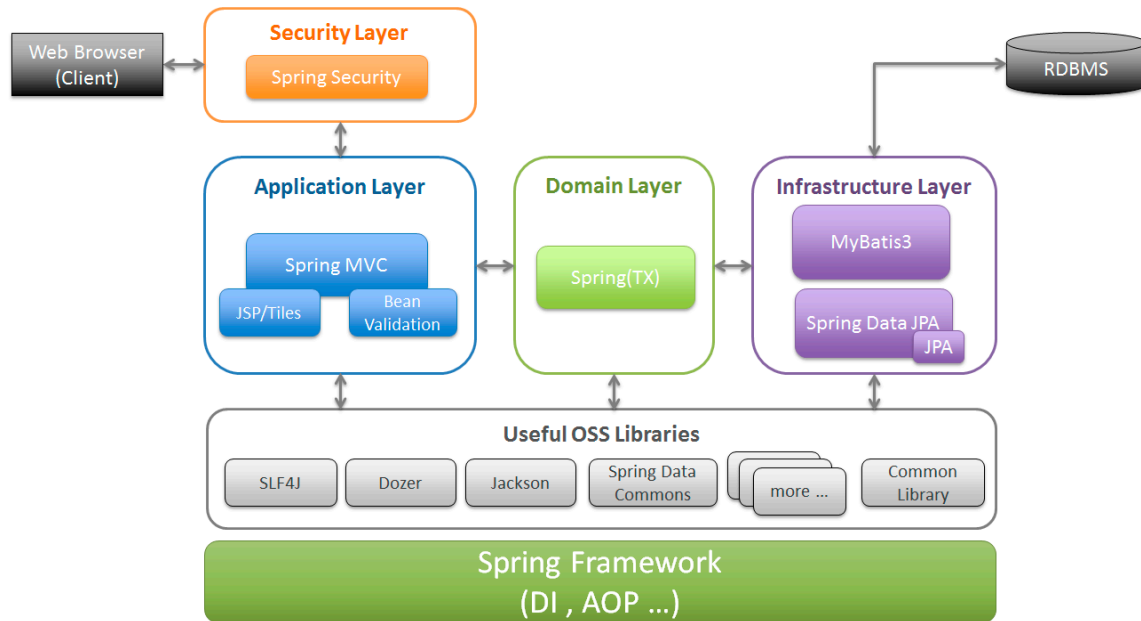 Web Browser
(Client)
Security Layer
Spring Security
RDBMS
Application Layer
Spring MVC
JSP/Tiles
Bean
Validation
Domain Layer
Spring(TX)
Infrastructure Layer
MyBatis3
Spring Data JPA
JPA
Useful OSS Libraries
SLF4J
Dozer
Jackson
Spring Data
Commons
more ...
Common
Library
Spring Framework
(DI , AOP ...)